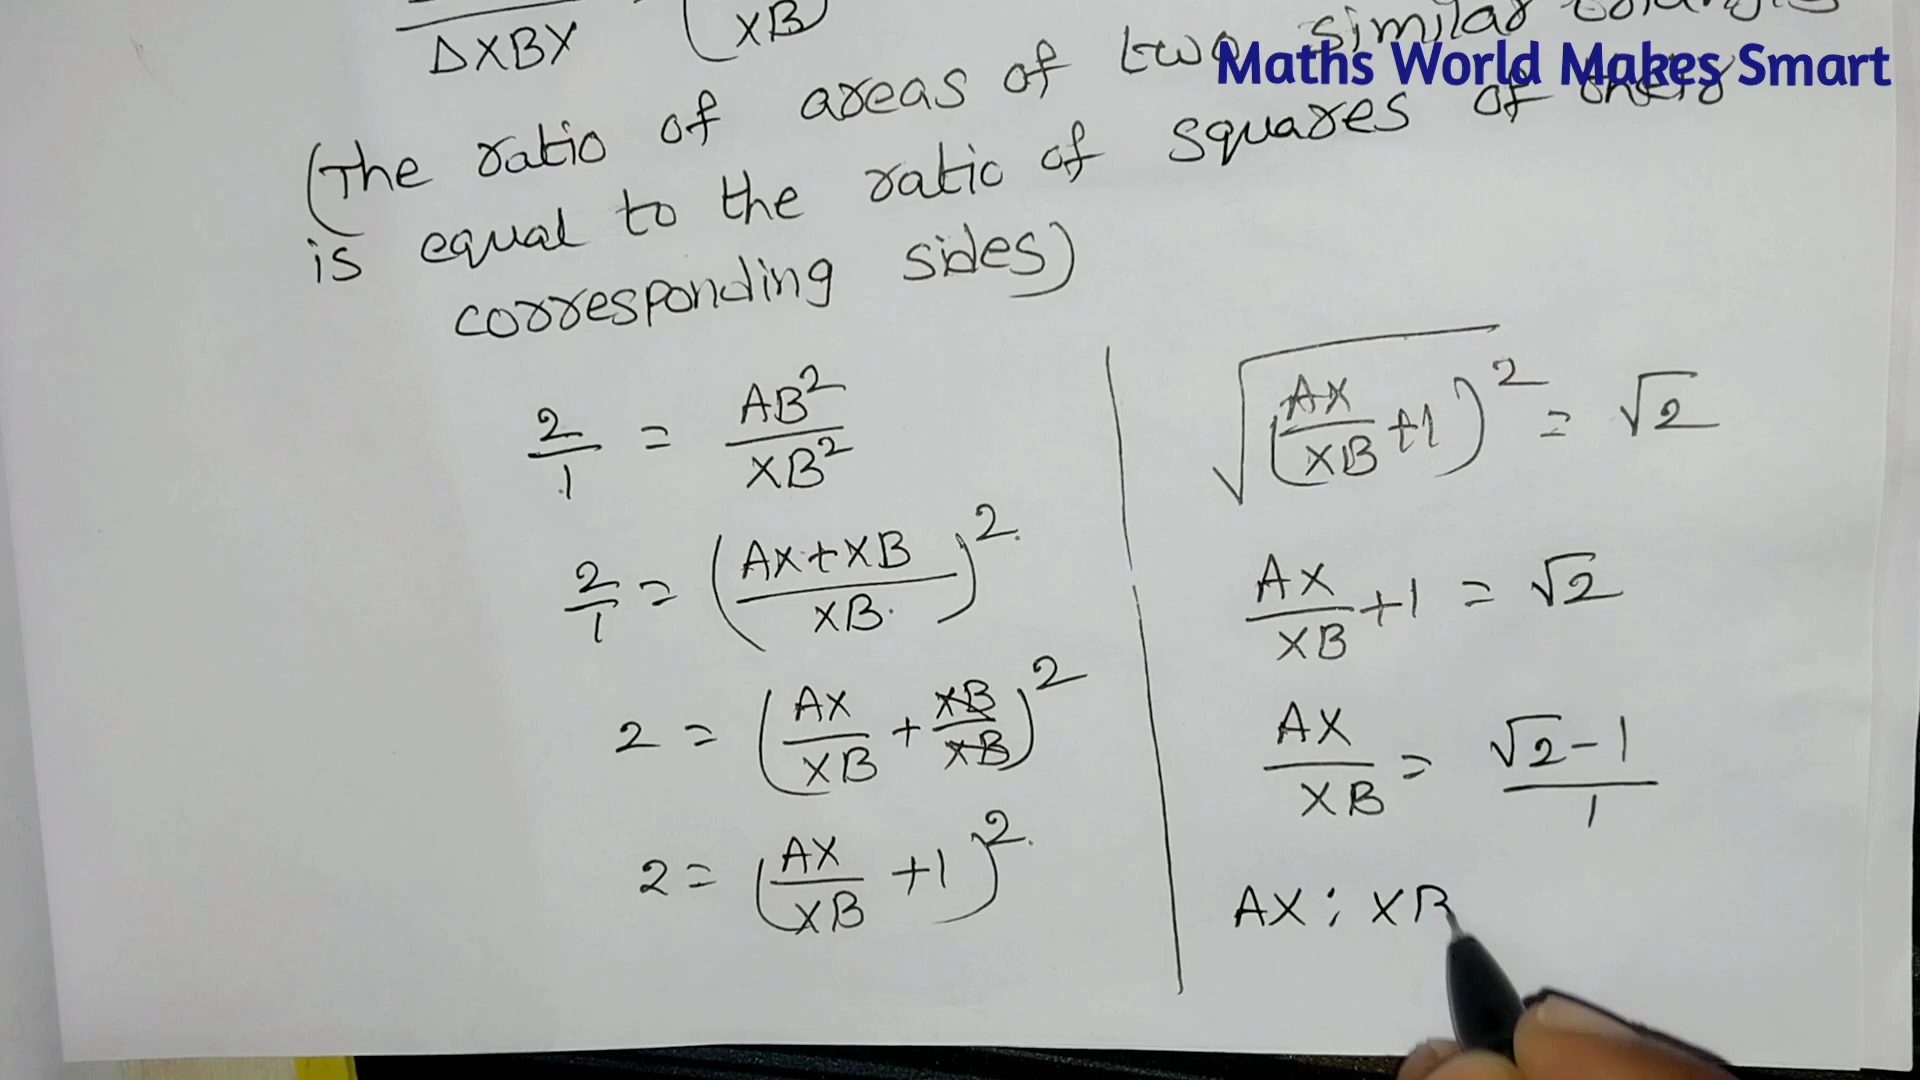 ΔXBY
XB
Maths World Makes Smart
(The ratio of areas of two similar
is equal to the ratio of squares of their
corresponding sides)
2/1 = AB²/XB²
2/1 = (AX+XB/XB)²
2 = (AX/XB + XB/XB)²
2 = (AX/XB +1)²
√(AX/XB +1)² = √2
AX/XB +1 = √2
AX/XB = √2-1/1
AX : XB